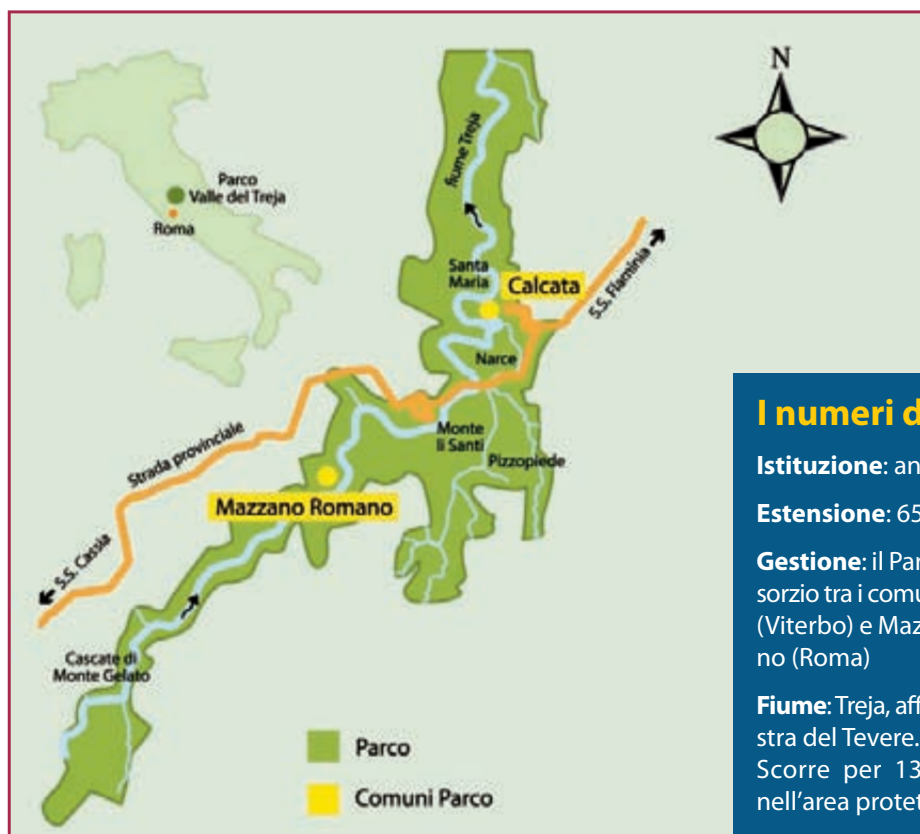 N
Parco
Valle del Treja
Roma
fiume Treja
Santa
Maria
Calcata
S.S. Flaminia
Narce
Monte
li Santi
Pizzopiede
Strada provinciale
Mazzano Romano
S.S. Cassia
Cascate di
Monte Gelato
Parco
Comuni Parco
I numeri d
Istituzione: an
Estensione: 65
Gestione: il Par
sorzio tra i comu
(Viterbo) e Maz
no (Roma)
Fiume: Treja, aff
stra del Tevere.
Scorre per 13
nell'area protet